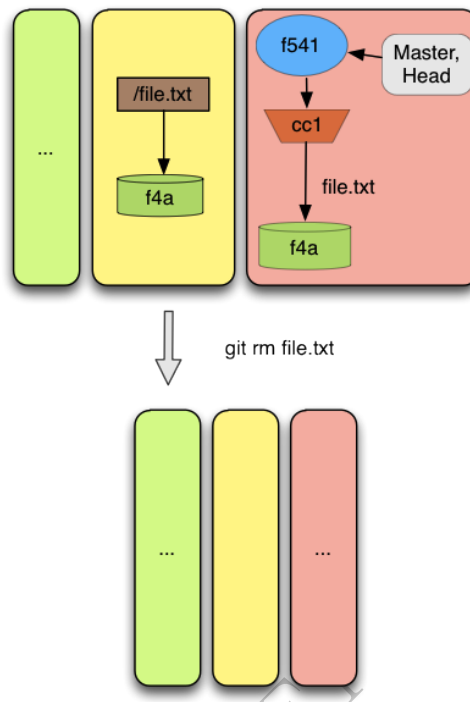 ...
/file.txt
f4a
f541
Master,
Head
cc1
file.txt
f4a
git rm file.txt
...
...